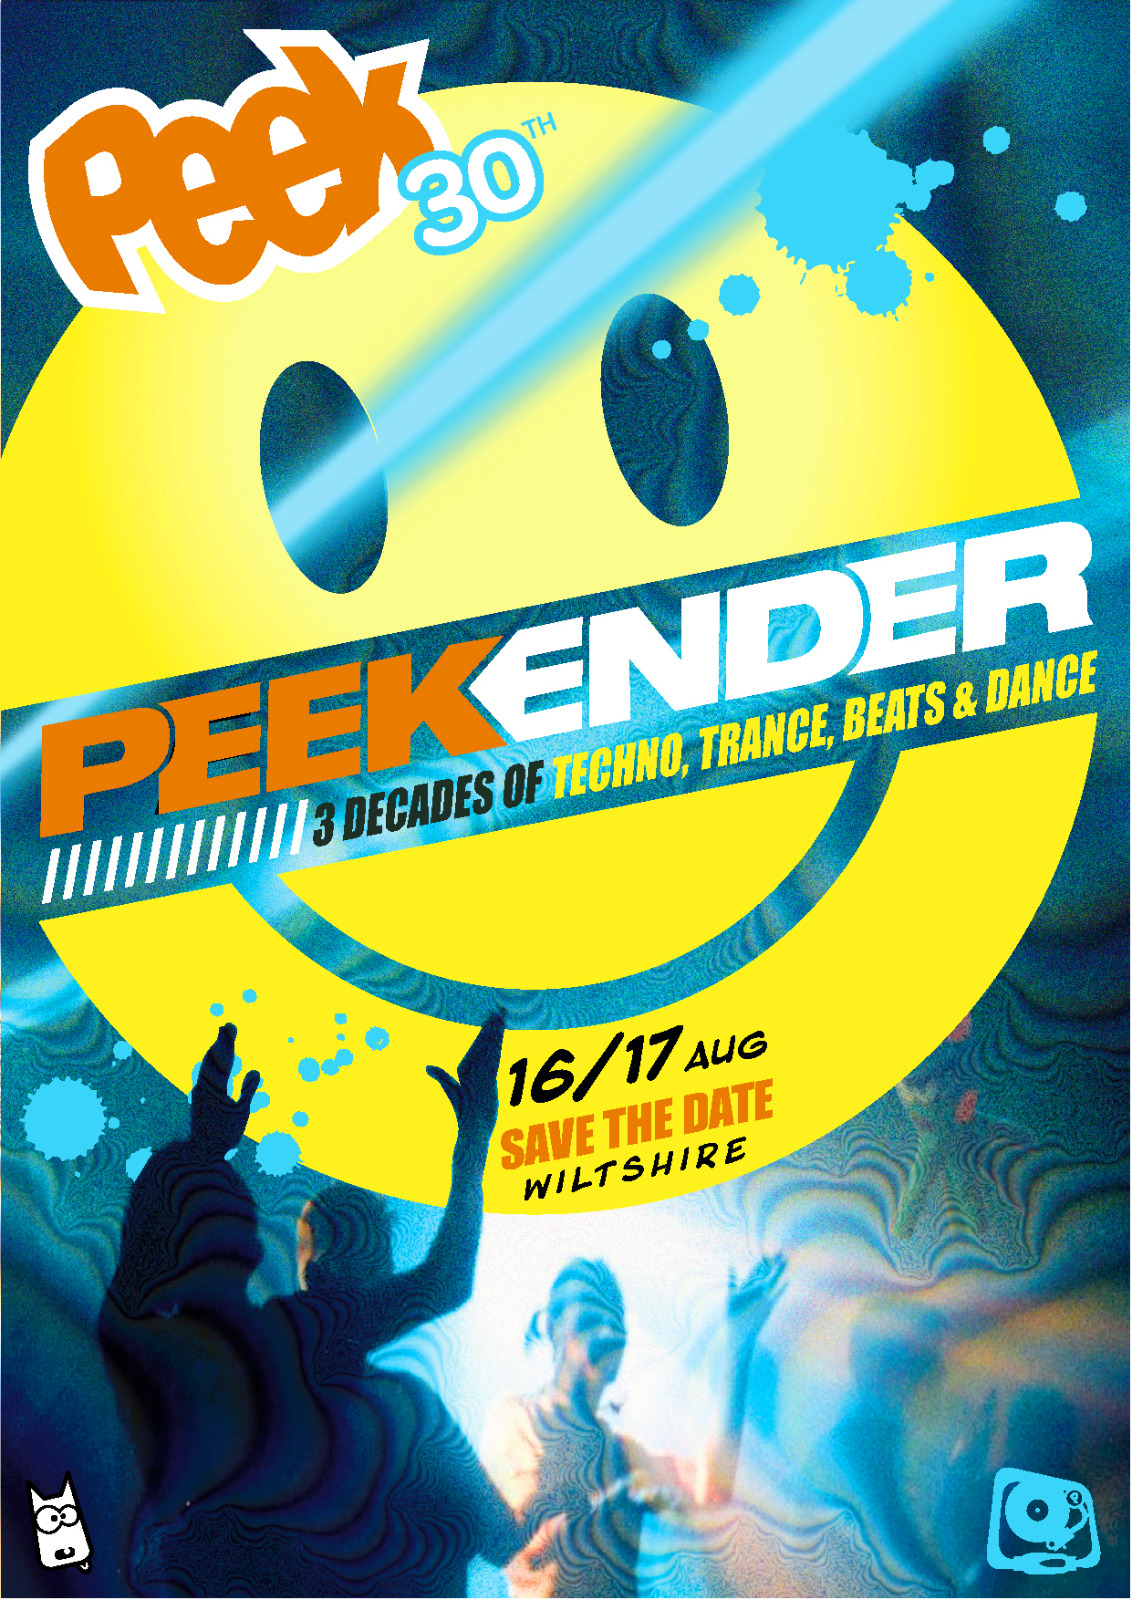 Peek
30TH
PEEKENDER
3 DECADES OF TECHNO, TRANCE, BEATS & DANCE
16/17 AUG
SAVE THE DATE
WILTSHIRE